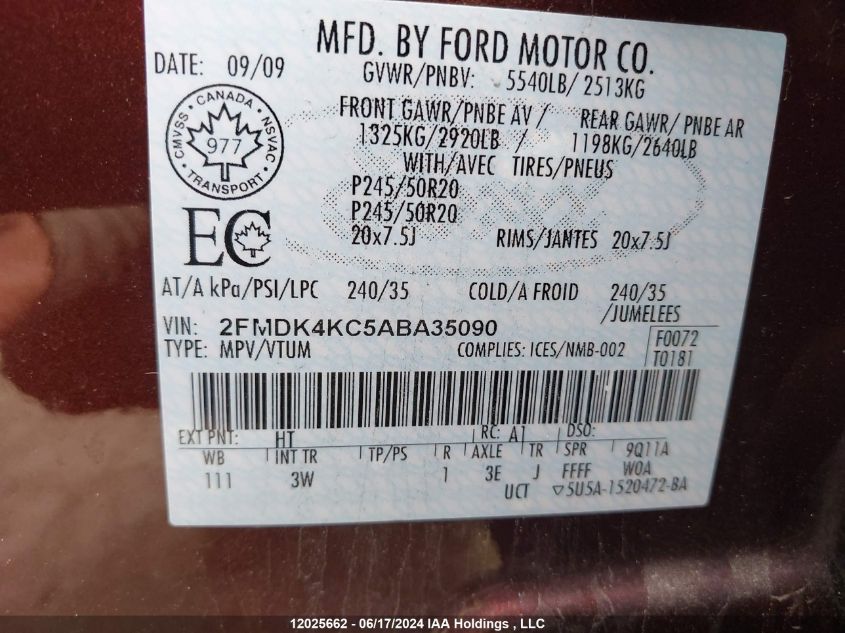 MFD. BY FORD MOTOR CO.
DATE: 09/09
GVWR/PNBV: 5540LB/ 2513KG
FRONT GAWR/PNBE AV / REAR GAWR/ PNBE AR
1325KG/2920LB / 1198KG/2640LB
WITH/AVEC TIRES/PNEUS
CANADA
CMVSS NSVAC
977
TRANSPORT
P245/50R20
P245/50R20
EC
20x7.5J RIMS/JANTES 20x7.5J
AT/A kPa/PSI/LPC 240/35 COLD/A FROID 240/35
/JUMELEES
VIN: 2FMDK4KC5ABA35090
F0072
TYPE: MPV/VTUM COMPLIES: ICES/NMB-002
T0181
EXT PNT: HT RC: A1 DSO:
WB INT TR TP/PS R AXLE TR SPR 9Q11A
111 3W 1 3E J FFFF W0A
UCT ▽5U5A-1520472-BA
12025662 - 06/17/2024 IAA Holdings , LLC